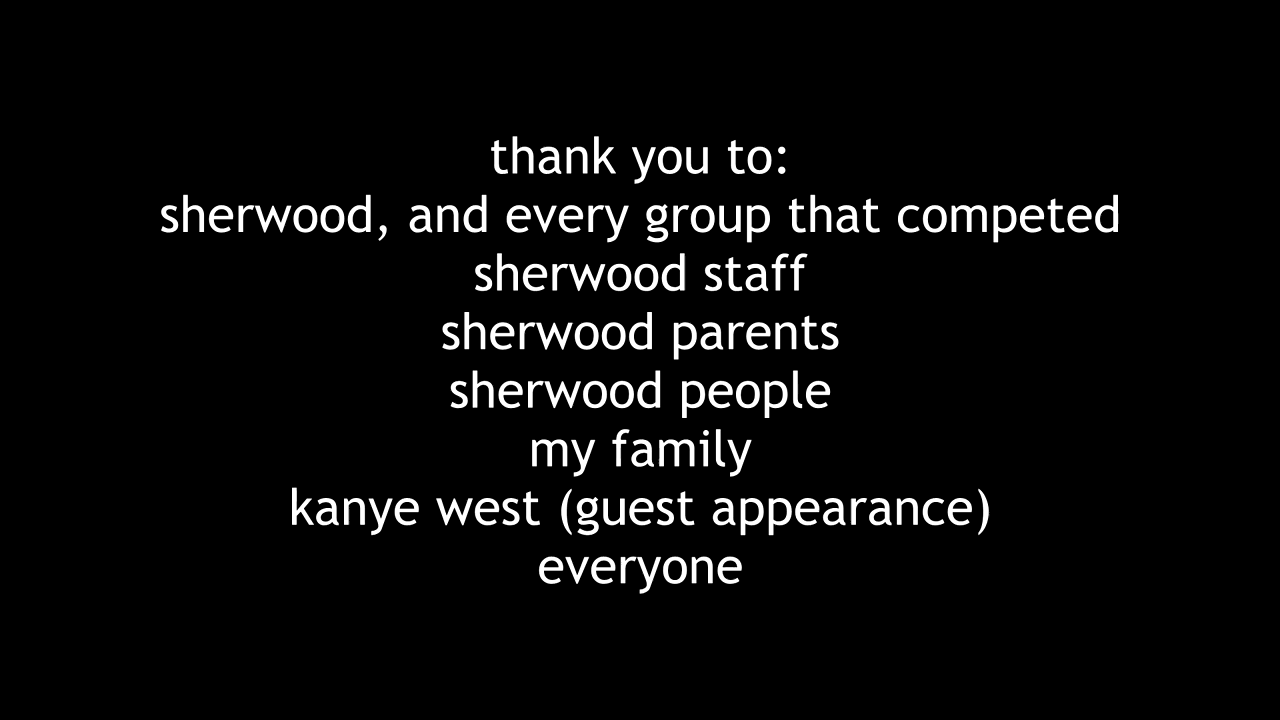 thank you to:
sherwood, and every group that competed
sherwood staff
sherwood parents
sherwood people
my family
kanye west (guest appearance)
everyone